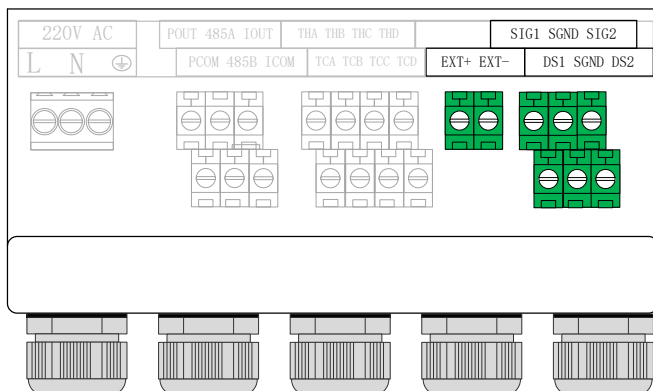 220V AC POUT 485A IOUT THA THB THC THD SIG1 SGND SIG2
L N PCOM 485B ICOM TCA TCB TCC TCD EXT+ EXT- DS1 SGND DS2